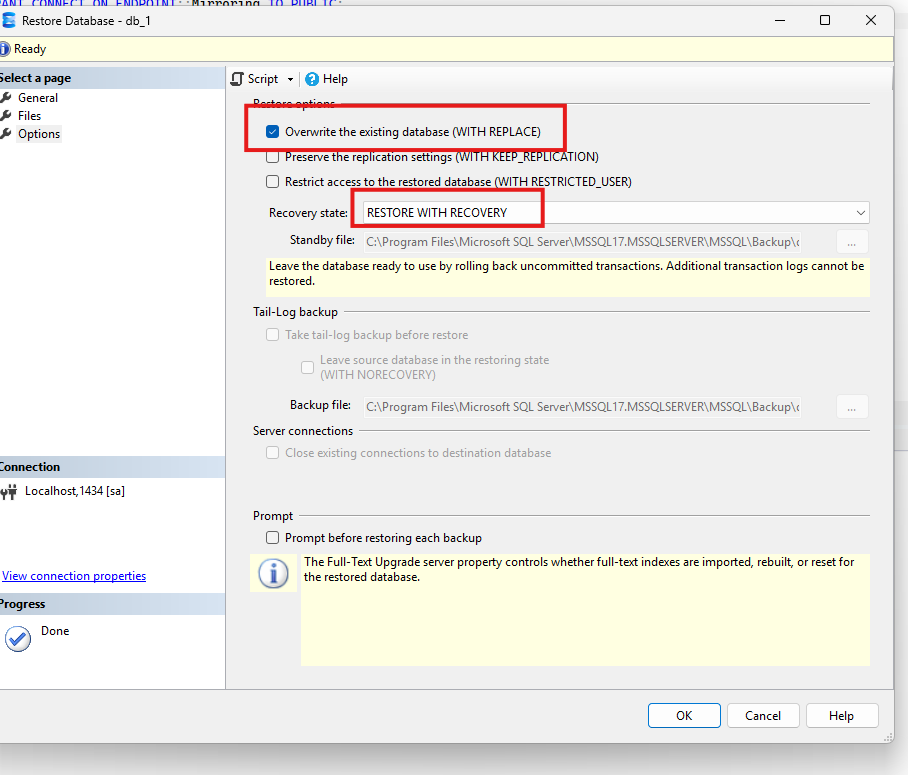 ANT CONNECT ON ENDPOINT::Mirroring TO PUBLIC;
Restore Database - db_1
Ready
Select a page
General
Files
Options
Script
Help
Restore options
Overwrite the existing database (WITH REPLACE)
Preserve the replication settings (WITH KEEP_REPLICATION)
Restrict access to the restored database (WITH RESTRICTED_USER)
Recovery state:
RESTORE WITH RECOVERY
Standby file:
C:\Program Files\Microsoft SQL Server\MSSQL17.MSSQLSERVER\MSSQL\Backup\
...
Leave the database ready to use by rolling back uncommitted transactions. Additional transaction logs cannot be
restored.
Tail-Log backup
Take tail-log backup before restore
Leave source database in the restoring state
(WITH NORECOVERY)
Backup file:
C:\Program Files\Microsoft SQL Server\MSSQL17.MSSQLSERVER\MSSQL\Backup\
...
Server connections
Close existing connections to destination database
Connection
Localhost,1434 [sa]
View connection properties
Prompt
Prompt before restoring each backup
The Full-Text Upgrade server property controls whether full-text indexes are imported, rebuilt, or reset for
the restored database.
Progress
Done
OK
Cancel
Help